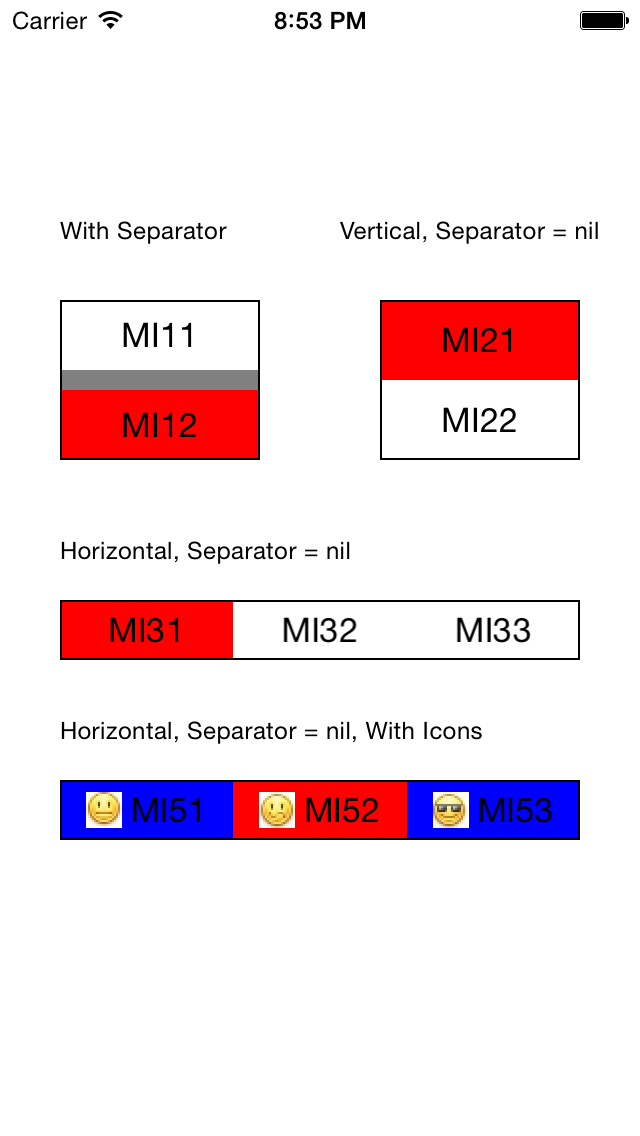 Carrier 8:53 PM
With Separator
Vertical, Separator = nil
MI11
MI12
MI21
MI22
Horizontal, Separator = nil
MI31 MI32 MI33
Horizontal, Separator = nil, With Icons
MI51 MI52 MI53